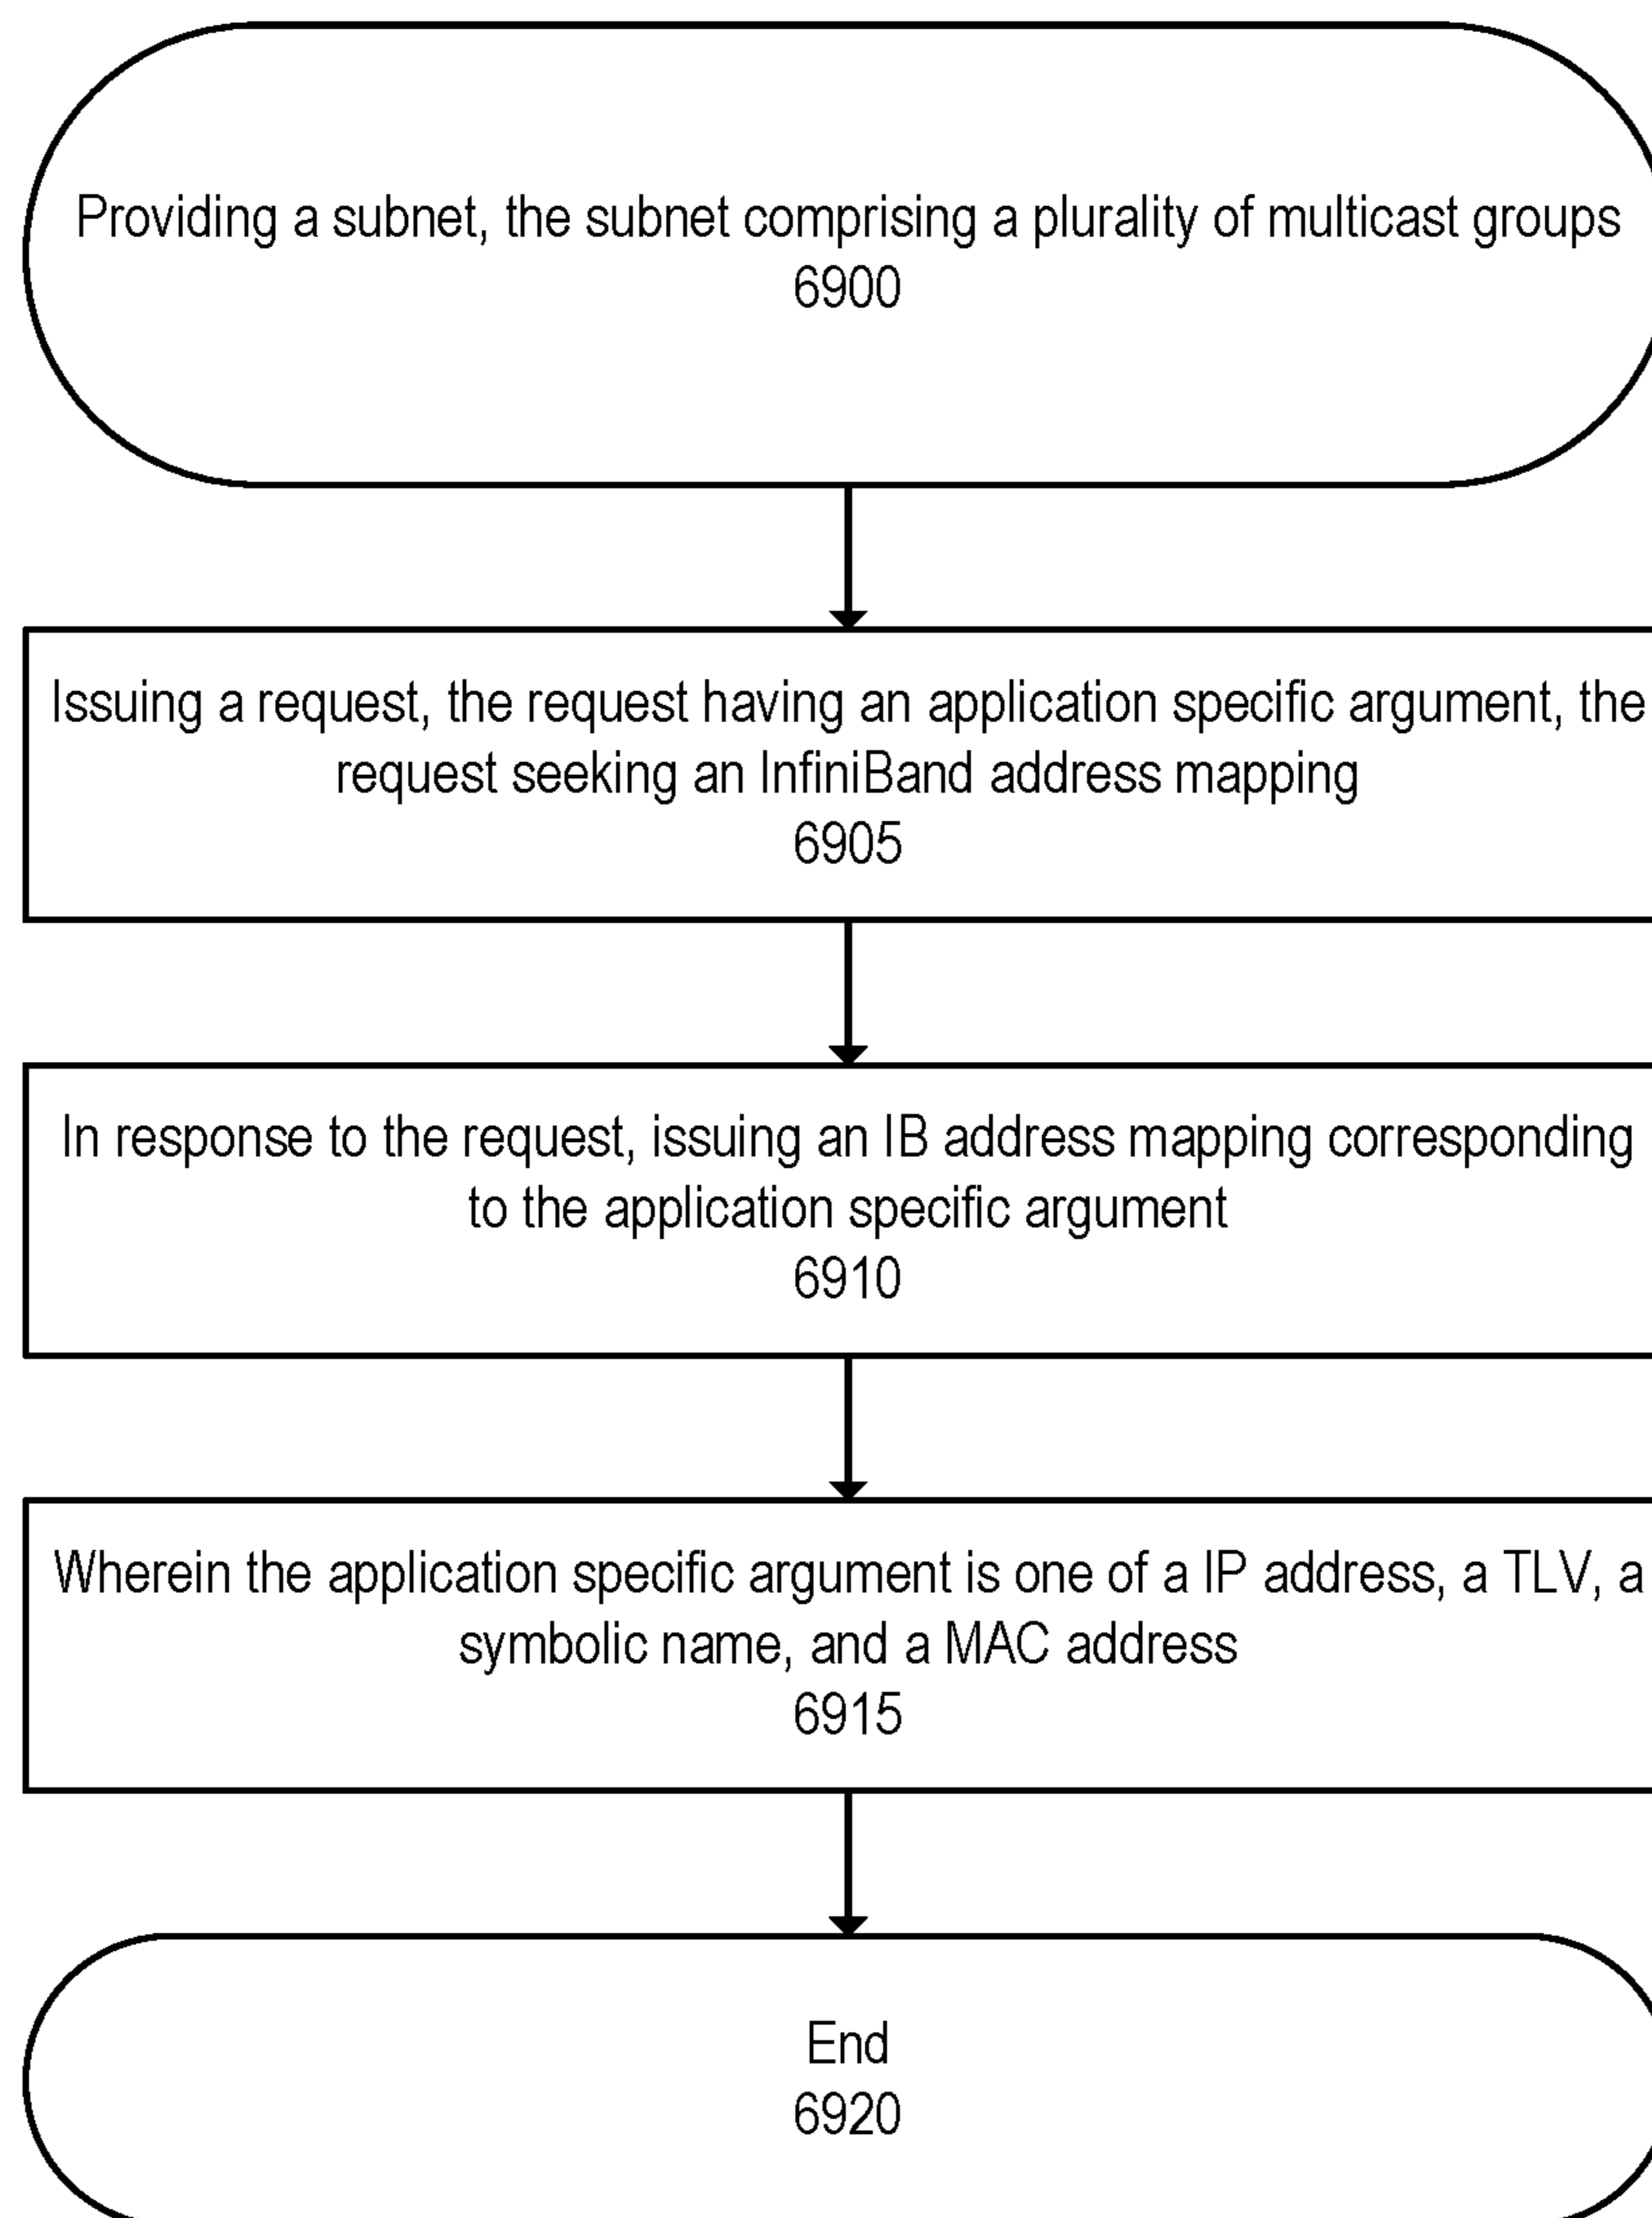 Providing a subnet, the subnet comprising a plurality of multicast groups
6900
Issuing a request, the request having an application specific argument, the
request seeking an InfiniBand address mapping
6905
In response to the request, issuing an IB address mapping corresponding
to the application specific argument
6910
Wherein the application specific argument is one of a IP address, a TLV, a
symbolic name, and a MAC address
6915
End
6920